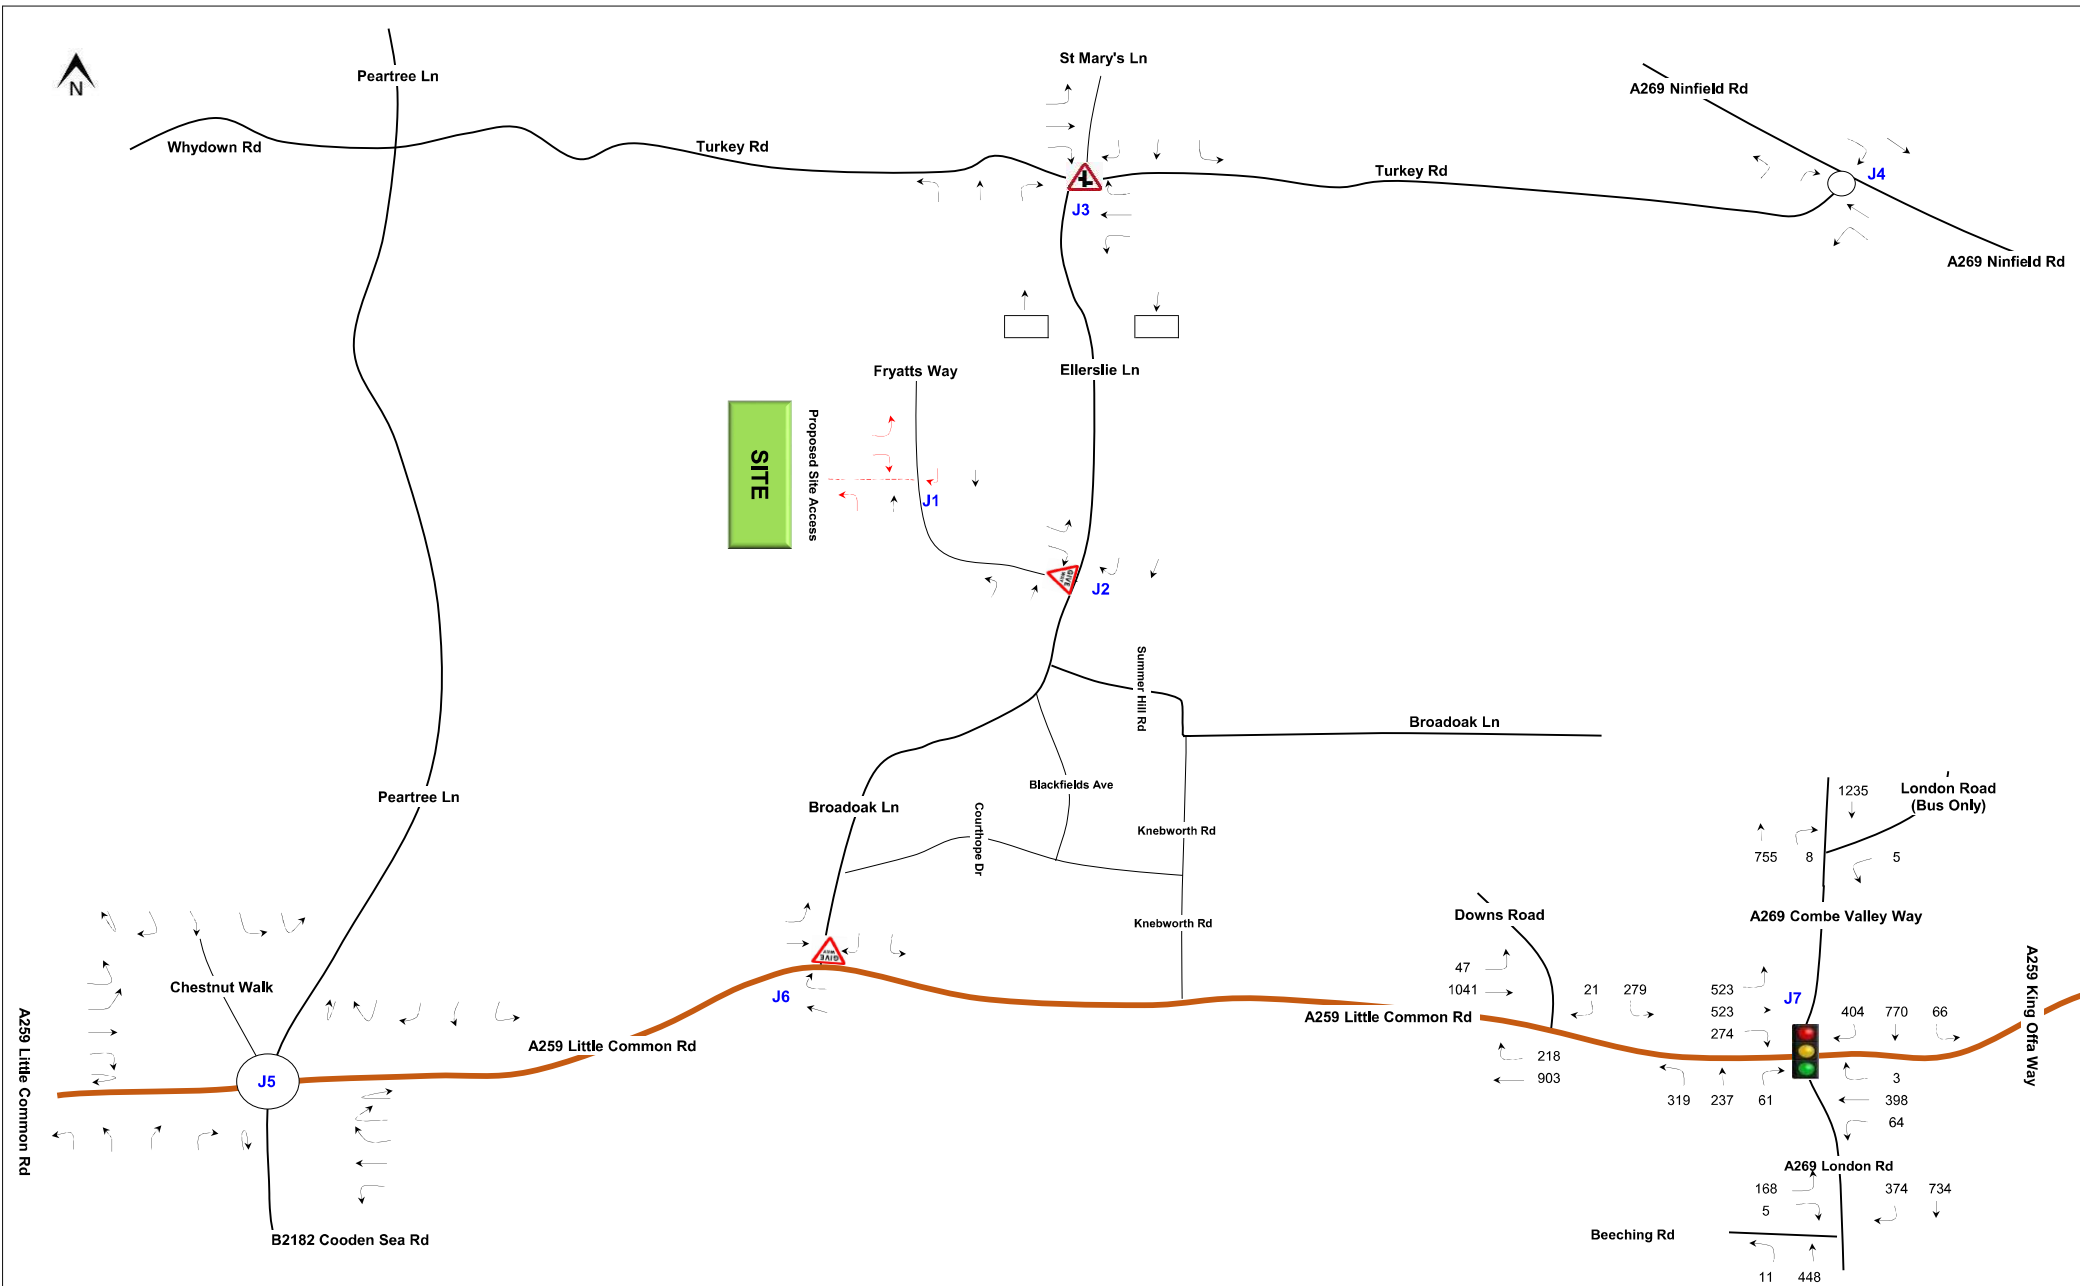 St Mary's Ln
Peartree Ln
A269 Ninfield Rd
N
Whydown Rd
Turkey Rd
Turkey Rd
J4
J3
A269 Ninfield Rd
Fryatts Way
Ellerslie Ln
SITE
Proposed Site Access
J1
GIVE
WAY
J2
Summer Hill Rd
Broadoak Ln
Blackfields Ave
Peartree Ln
Broadoak Ln
Courthope Dr
Knebworth Rd
1235
London Road
(Bus Only)
755
8
5
Knebworth Rd
Downs Road
A269 Combe Valley Way
GIVE
WAY
Chestnut Walk
J6
47
1041
21
279
523
523
274
J7
404
770
66
A259 King Offa Way
A259 Little Common Rd
A259 Little Common Rd
A259 Little Common Rd
J5
218
903
319
237
61
3
398
64
A269 London Rd
168
5
374
734
Beeching Rd
B2182 Cooden Sea Rd
11
448